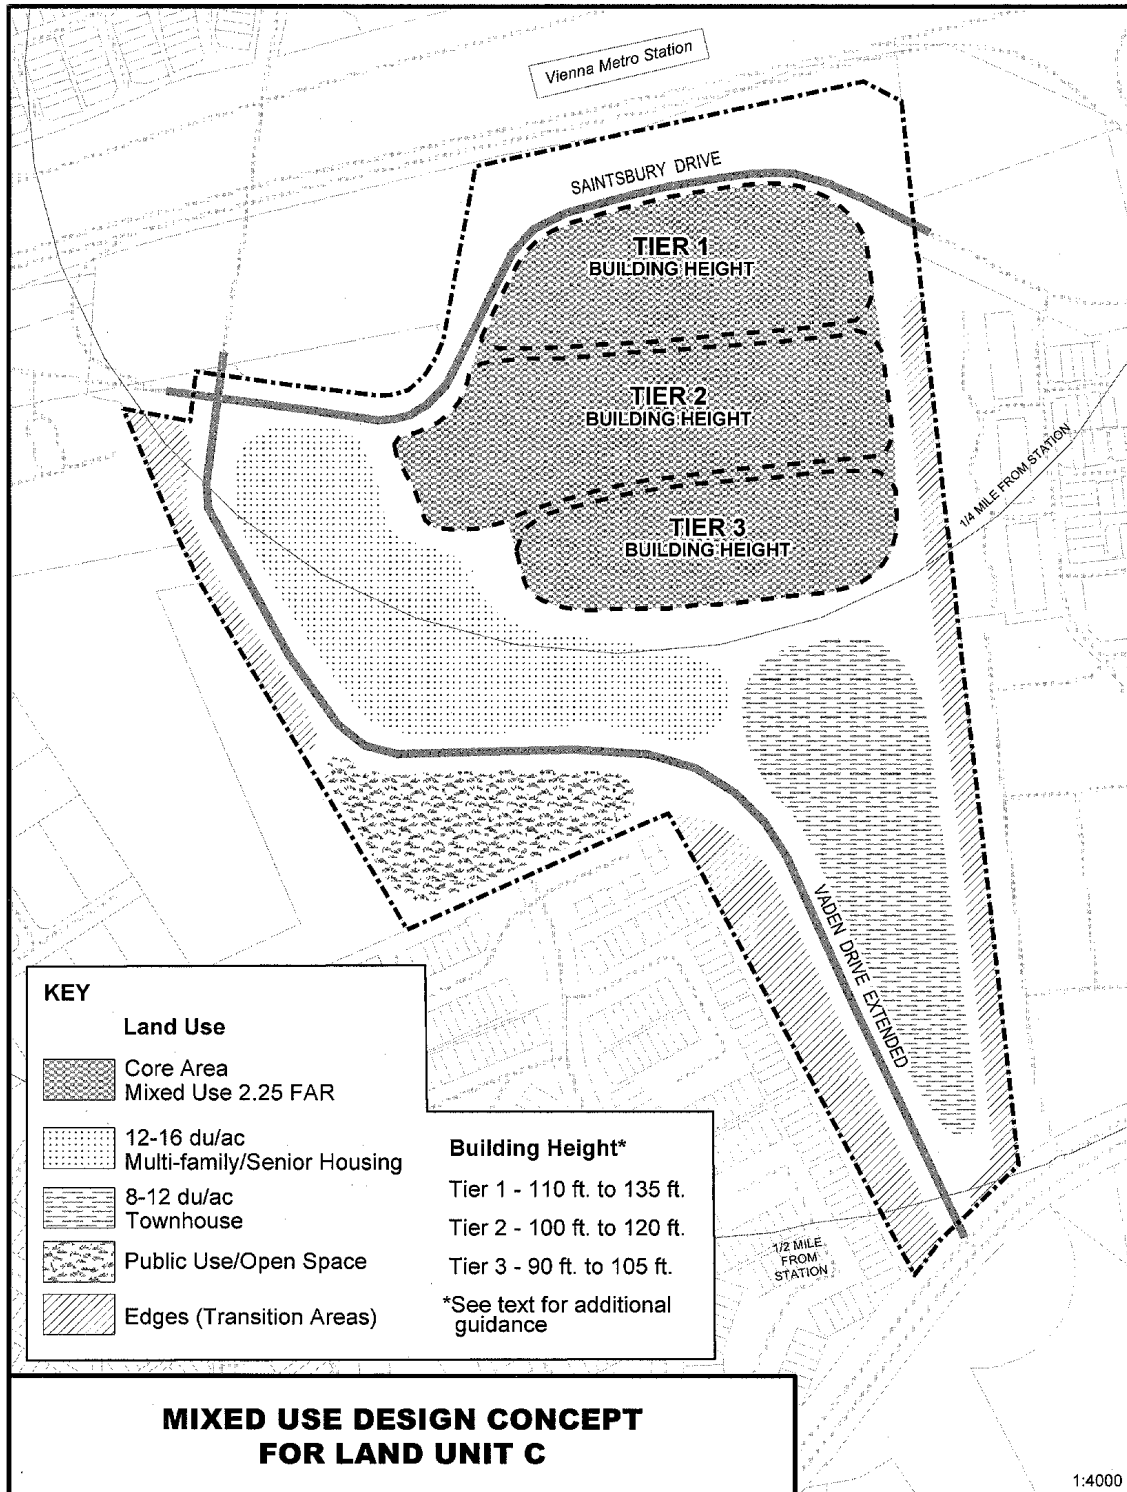 Vienna Metro Station
SAINTSBURY DRIVE
TIER 1
BUILDING HEIGHT
TIER 2
BUILDING HEIGHT
1/4 MILE FROM STATION
TIER 3
BUILDING HEIGHT
VADEN DRIVE EXTENDED
KEY
Land Use
Core Area
Mixed Use 2.25 FAR
12-16 du/ac
Multi-family/Senior Housing
8-12 du/ac
Townhouse
Public Use/Open Space
Edges (Transition Areas)
Building Height*
Tier 1 - 110 ft. to 135 ft.
Tier 2 - 100 ft. to 120 ft.
Tier 3 - 90 ft. to 105 ft.
*See text for additional
guidance
1/2 MILE
FROM
STATION
MIXED USE DESIGN CONCEPT
FOR LAND UNIT C
1:4000